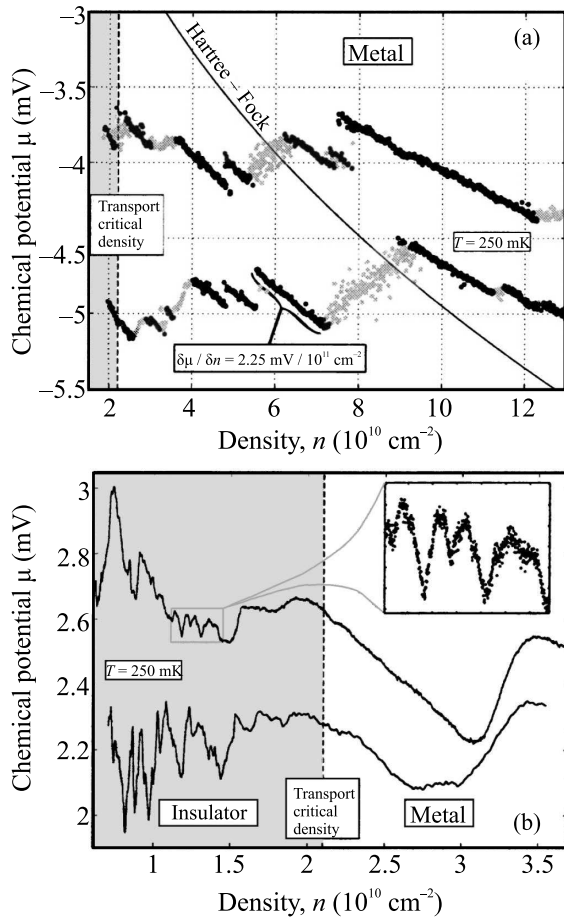 (a)
Metal
Hartree – Fock
Transport
critical
density
T = 250 mK
δμ / δn = 2.25 mV / 10¹¹ cm⁻²
Chemical potential μ (mV)
−3
−3.5
−4
−4.5
−5
−5.5
2 4 6 8 10 12
Density, n (10¹⁰ cm⁻²)
3
2.8
2.6
2.4
2.2
2
Chemical potential μ (mV)
T = 250 mK
Insulator
Transport
critical
density
Metal
(b)
1 1.5 2 2.5 3 3.5
Density, n (10¹⁰ cm⁻²)